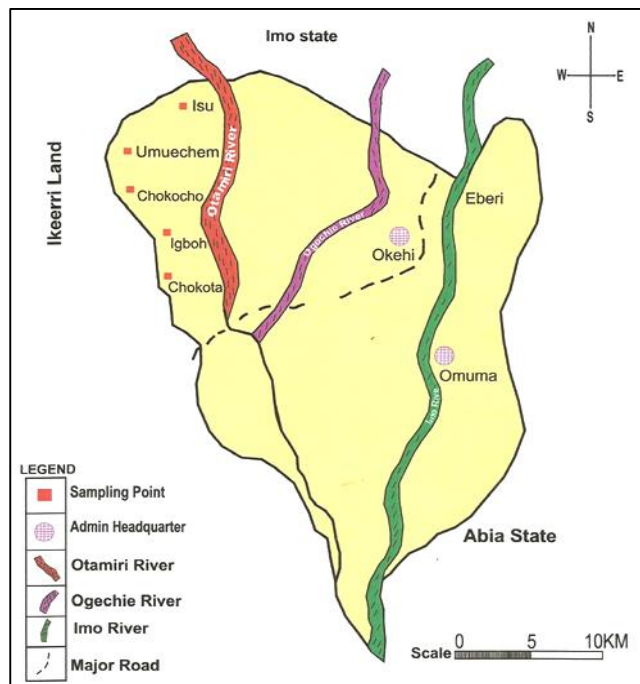 Imo state
N
W E
S
Isu
Umuechem
Chokocho
Igboh
Chokota
Ikeerri Land
Otamiri River
Ogechie River
Okehi
Eberi
Omuma
Imo Rive
Abia State
LEGEND
Sampling Point
Admin Headquarter
Otamiri River
Ogechie River
Imo River
Major Road
Scale 0 5 10KM